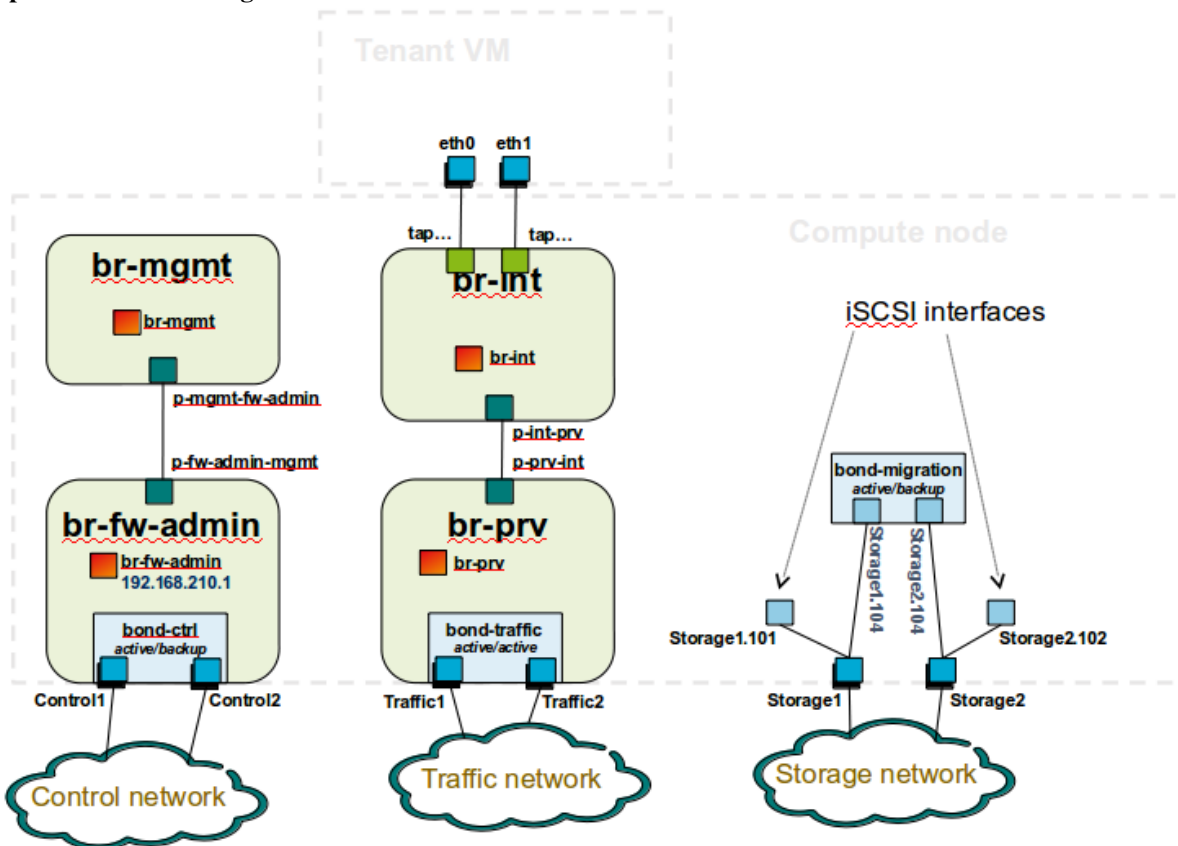 Tenant VM
eth0 eth1
Compute node
tap... tap...
br-mgmt
br-int
br-mgmt
iSCSI interfaces
br-int
p-mgmt-fw-admin
p-int-prv
p-fw-admin-mgmt
p-prv-int
bond-migration
active/backup
br-fw-admin
br-prv
br-fw-admin
192.168.210.1
br-prv
Storage1.104
Storage2.104
bond-ctrl
active/backup
bond-traffic
active/active
Storage1.101
Storage2.102
Control1 Control2
Traffic1 Traffic2
Storage1 Storage2
Control network
Traffic network
Storage network